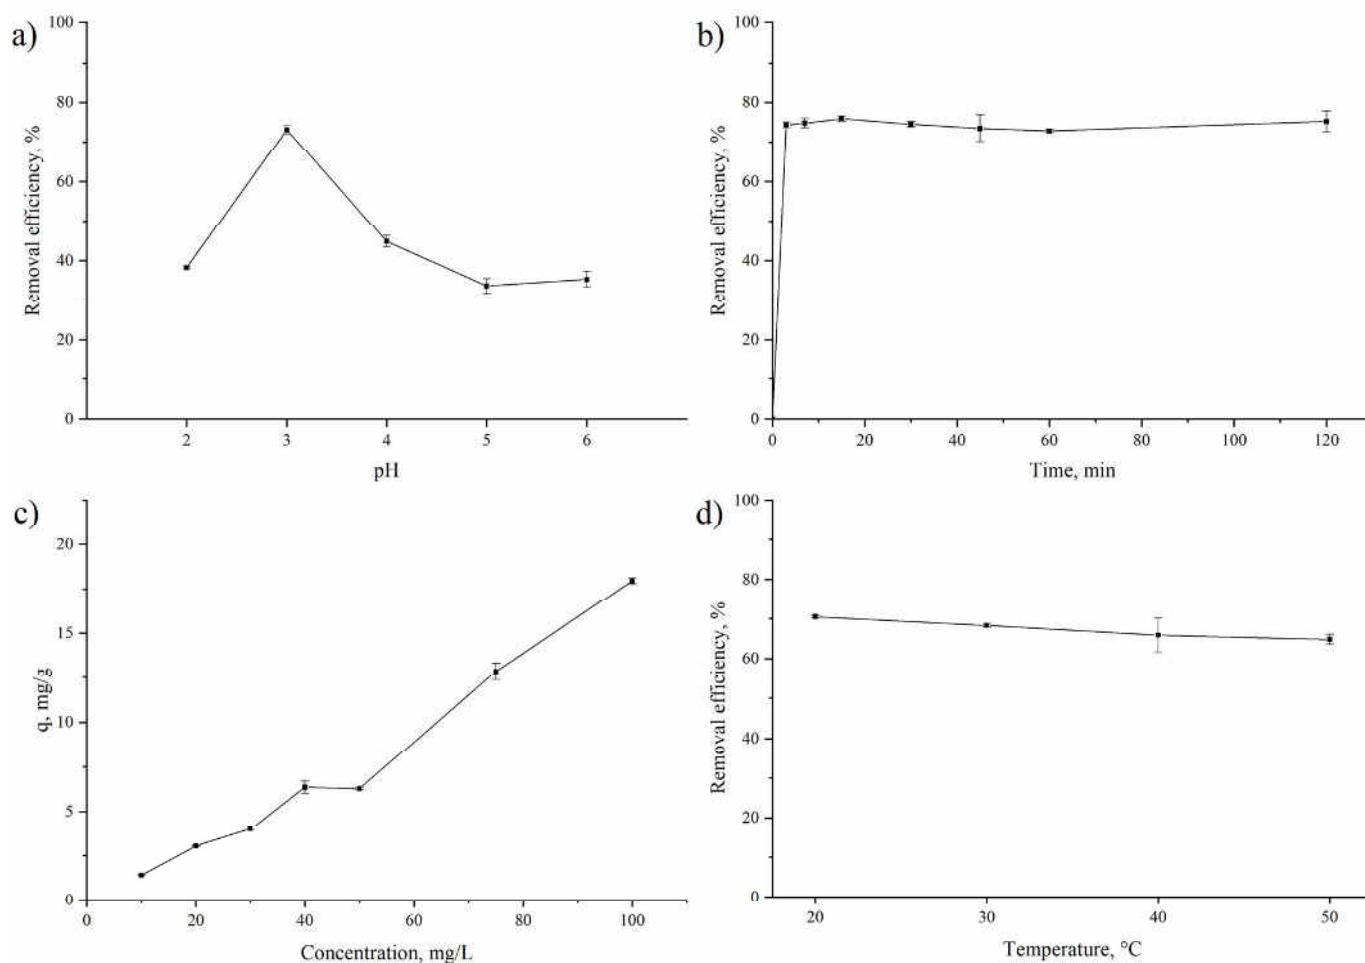 a)
100
80
60
40
20
0
Removal efficiency, %
2 3 4 5 6
pH
b)
100
80
60
40
20
0
Removal efficiency, %
0 20 40 60 80 100 120
Time, min
c)
20
15
10
5
0
q, mg/g
0 20 40 60 80 100
Concentration, mg/L
d)
100
80
60
40
20
0
Removal efficiency, %
20 30 40 50
Temperature, °C